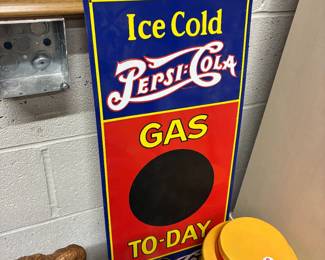 Ice Cold
PEPSI:COLA
GAS
TO-DAY